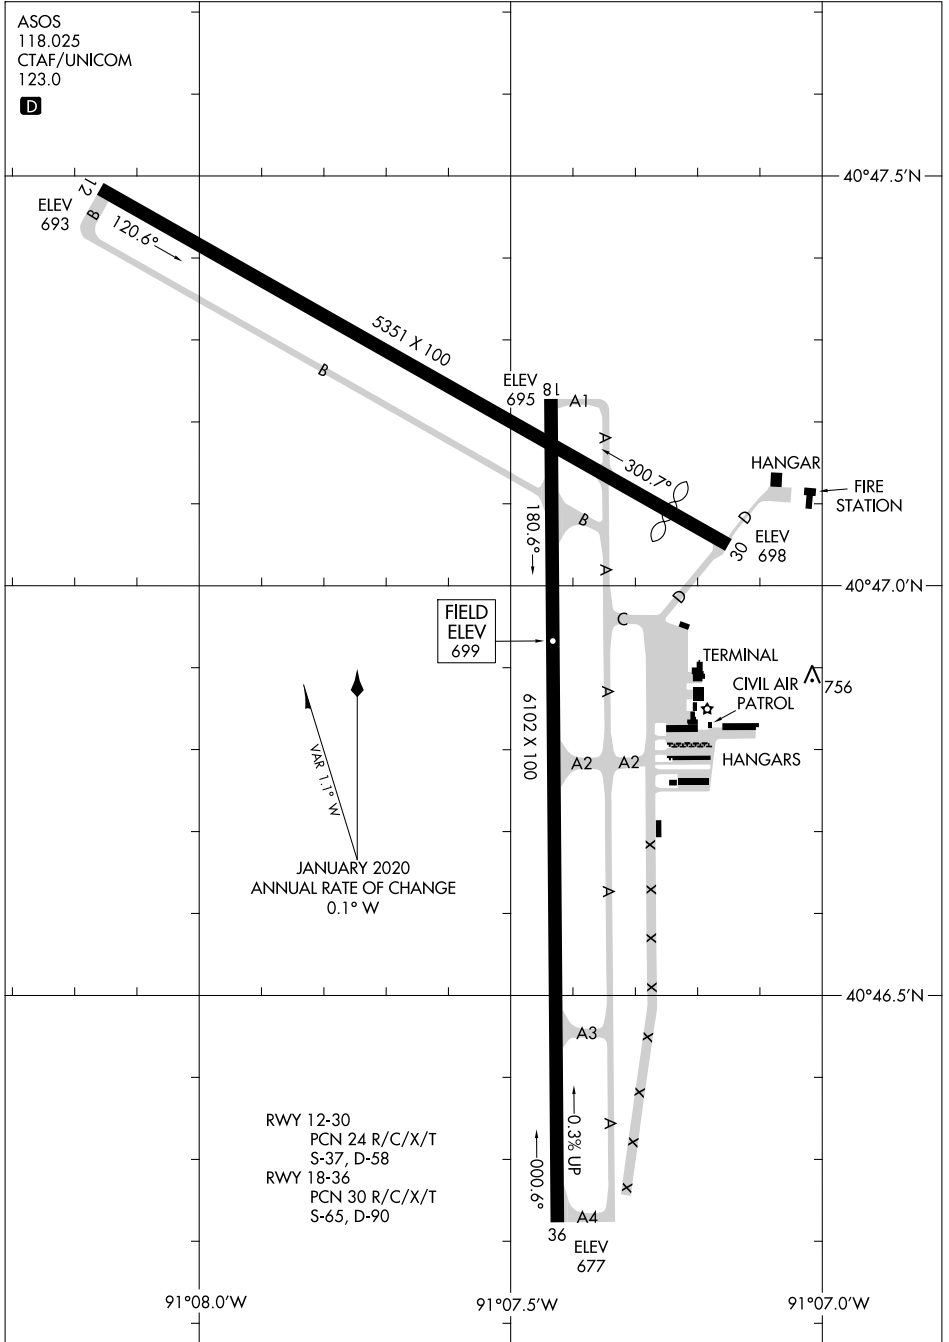 ASOS
118.025
CTAF/UNICOM
123.0
D
40°47.5'N
12
ELEV
693
B
120.6°
5351 X 100
B
ELEV
695
18
A1
A
300.7°
HANGAR
FIRE
STATION
D
B
180.6°
30
ELEV
698
A
40°47.0'N
D
C
FIELD
ELEV
699
TERMINAL
CIVIL AIR
PATROL
756
A
6102 X 100
A2
A2
HANGARS
VAR 1.1° W
JANUARY 2020
ANNUAL RATE OF CHANGE
0.1° W
X
A
X
X
X
40°46.5'N
A3
X
X
0.3% UP
A
X
RWY 12-30
PCN 24 R/C/X/T
S-37, D-58
RWY 18-36
PCN 30 R/C/X/T
S-65, D-90
000.6°
X
A4
36
ELEV
677
91°08.0'W
91°07.5'W
91°07.0'W